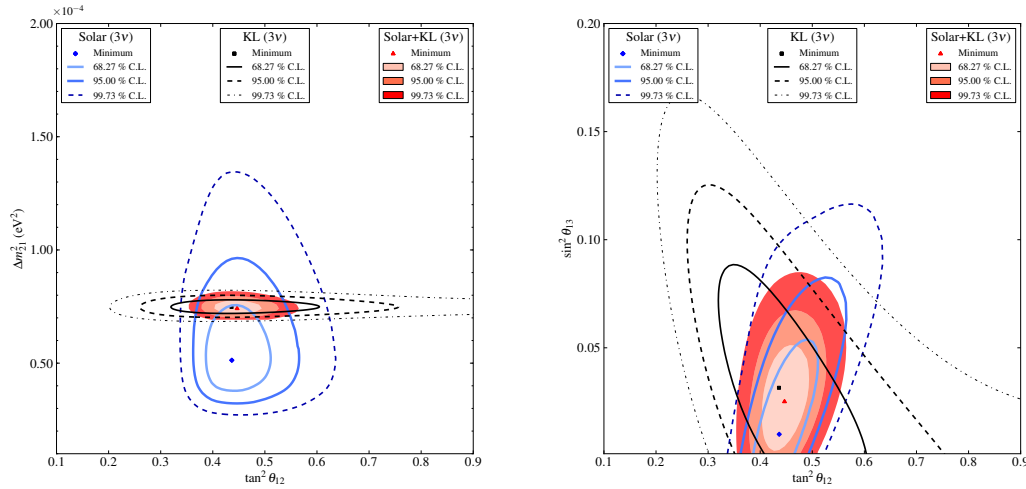 2.00 ×10⁻⁴
Solar (3ν)
Minimum
68.27 % C.L.
95.00 % C.L.
99.73 % C.L.
KL (3ν)
Minimum
68.27 % C.L.
95.00 % C.L.
99.73 % C.L.
Solar+KL (3ν)
Minimum
68.27 % C.L.
95.00 % C.L.
99.73 % C.L.
1.50
1.00
0.50
Δm²₂₁ (eV²)
0.1 0.2 0.3 0.4 0.5 0.6 0.7 0.8 0.9
tan² θ₁₂
0.20
Solar (3ν)
Minimum
68.27 % C.L.
95.00 % C.L.
99.73 % C.L.
KL (3ν)
Minimum
68.27 % C.L.
95.00 % C.L.
99.73 % C.L.
Solar+KL (3ν)
Minimum
68.27 % C.L.
95.00 % C.L.
99.73 % C.L.
0.15
0.10
0.05
sin² θ₁₃
0.1 0.2 0.3 0.4 0.5 0.6 0.7 0.8 0.9
tan² θ₁₂